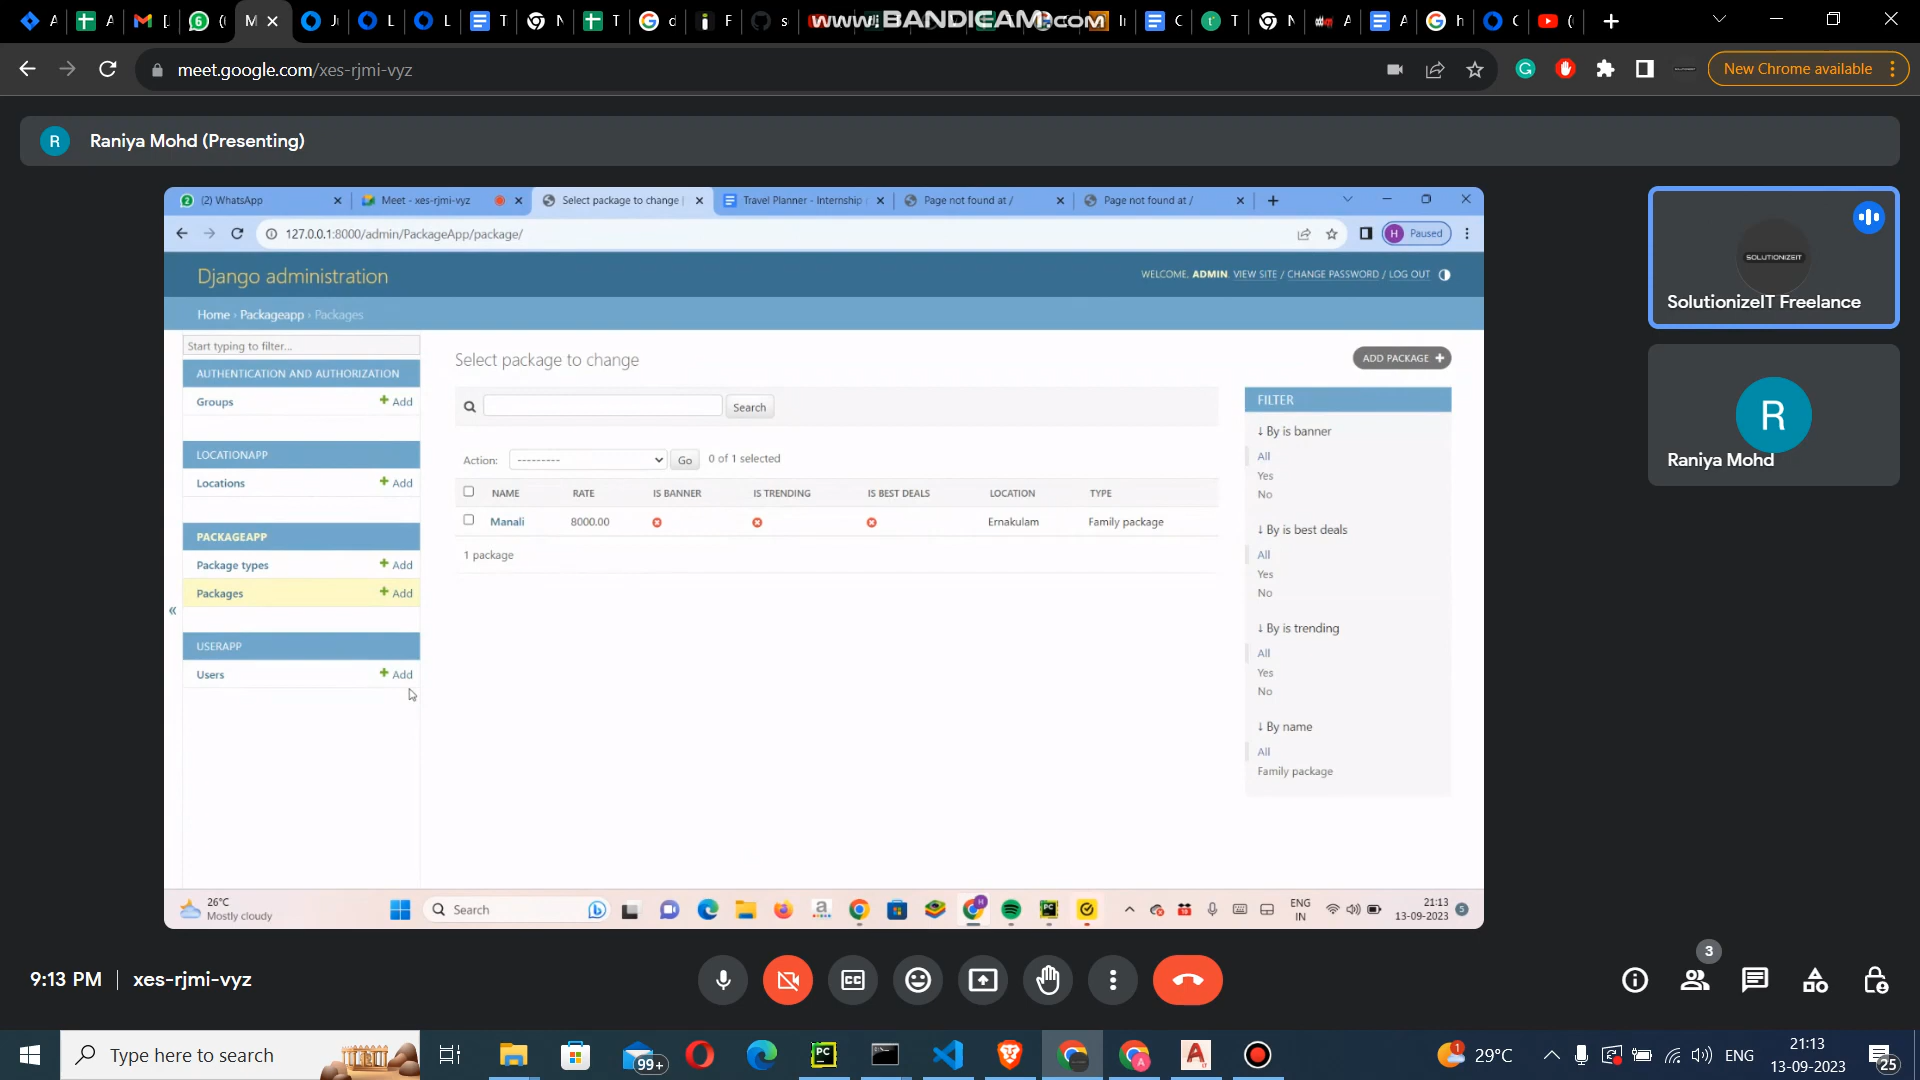 www.BANDICAM.com
meet.google.com/xes-rjmi-vyz
New Chrome available
R
Raniya Mohd (Presenting)
(2) WhatsApp
Meet - xes-rjmi-vyz
Select package to change
Travel Planner - Internship
Page not found at /
Page not found at /
127.0.0.1:8000/admin/PackageApp/package/
H Paused
Django administration
WELCOME, ADMIN. VIEW SITE / CHANGE PASSWORD / LOG OUT
Home › Packageapp › Packages
Start typing to filter...
AUTHENTICATION AND AUTHORIZATION
Groups + Add
LOCATIONAPP
Locations + Add
PACKAGEAPP
Package types + Add
Packages + Add
«
USERAPP
Users + Add
Select package to change
ADD PACKAGE +
Search
Action: --------- Go 0 of 1 selected
NAME RATE IS BANNER IS TRENDING IS BEST DEALS LOCATION TYPE
Manali 8000.00 Ernakulam Family package
1 package
FILTER
↓ By is banner
All
Yes
No
↓ By is best deals
All
Yes
No
↓ By is trending
All
Yes
No
↓ By name
All
Family package
SOLUTIONIZEIT
SolutionizeIT Freelance
R
Raniya Mohd
26°C
Mostly cloudy
Search
ENG
IN
21:13
13-09-2023
5
9:13 PM | xes-rjmi-vyz
3
Type here to search
99+
29°C
ENG
21:13
13-09-2023
25